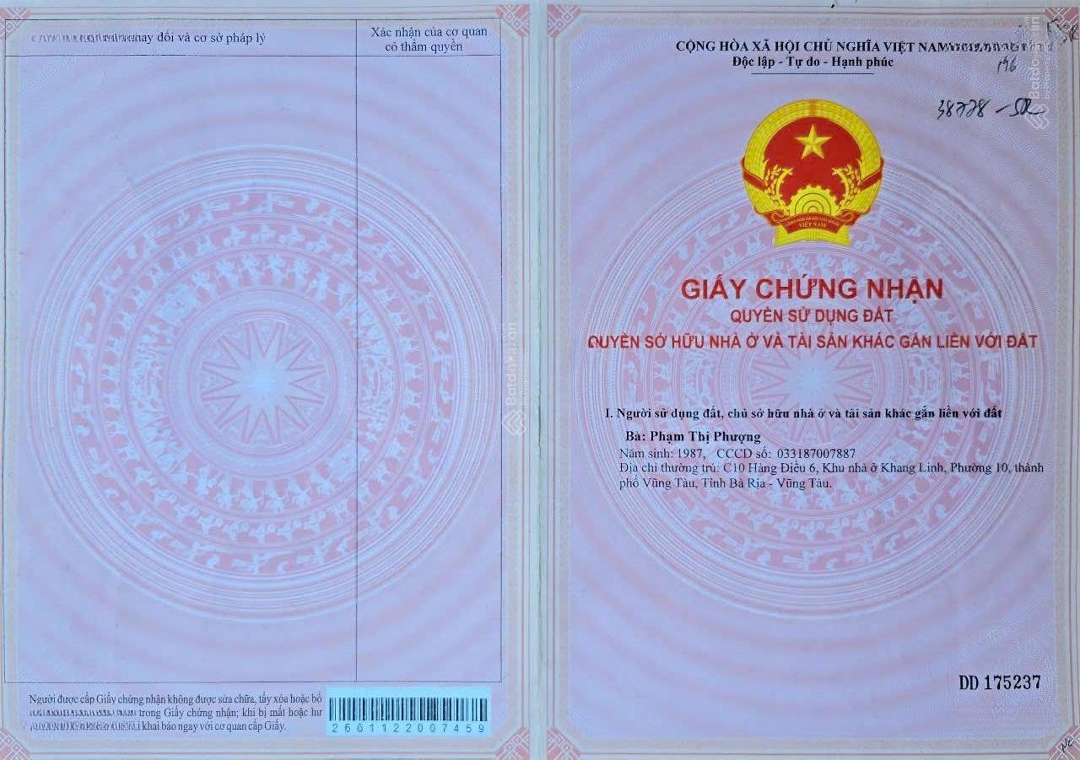 thay đổi và cơ sở pháp lý
Xác nhận của cơ quan
có thẩm quyền
Người được cấp Giấy chứng nhận không được sửa chữa, tẩy xóa hoặc bổ
trong Giấy chứng nhận; khi bị mất hoặc hư
khai báo ngay với cơ quan cấp Giấy.
2661122007459
CỘNG HÒA XÃ HỘI CHỦ NGHĨA VIỆT NAM
Độc lập - Tự do - Hạnh phúc
196
38778
VIỆT NAM
GIẤY CHỨNG NHẬN
QUYỀN SỬ DỤNG ĐẤT
QUYỀN SỞ HỮU NHÀ Ở VÀ TÀI SẢN KHÁC GẮN LIỀN VỚI ĐẤT
I. Người sử dụng đất, chủ sở hữu nhà ở và tài sản khác gắn liền với đất
Bà: Phạm Thị Phượng
Năm sinh: 1987, CCCD số: 033187007887
Địa chỉ thường trú: C10 Hàng Điều 6, Khu nhà ở Khang Linh, Phường 10, thành
phố Vũng Tàu, Tỉnh Bà Rịa - Vũng Tàu.
DD 175237
Batdongsan